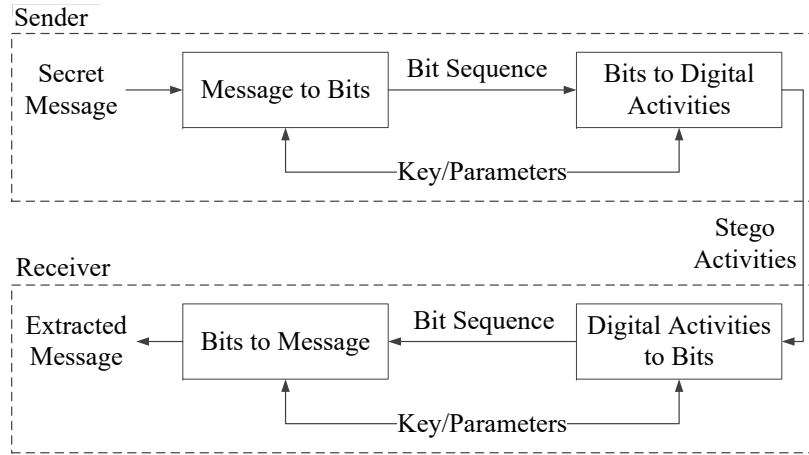 Sender
Secret
Message
Message to Bits
Bit Sequence
Bits to Digital
Activities
Key/Parameters
Stego
Activities
Receiver
Extracted
Message
Bits to Message
Bit Sequence
Digital Activities
to Bits
Key/Parameters